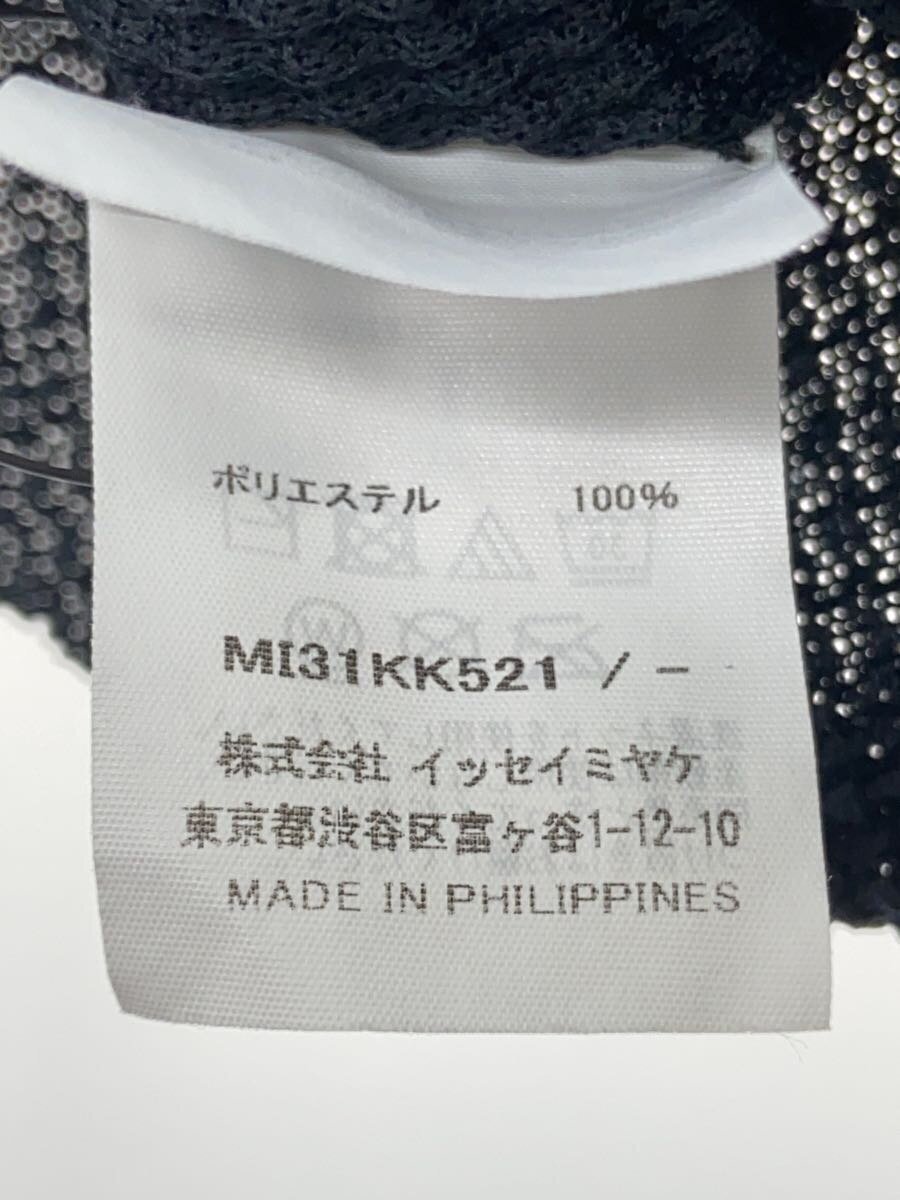 ポリエステル 100%
MI31KK521 / -
株式会社 イッセイミヤケ
東京都渋谷区富ヶ谷1-12-10
MADE IN PHILIPPINES